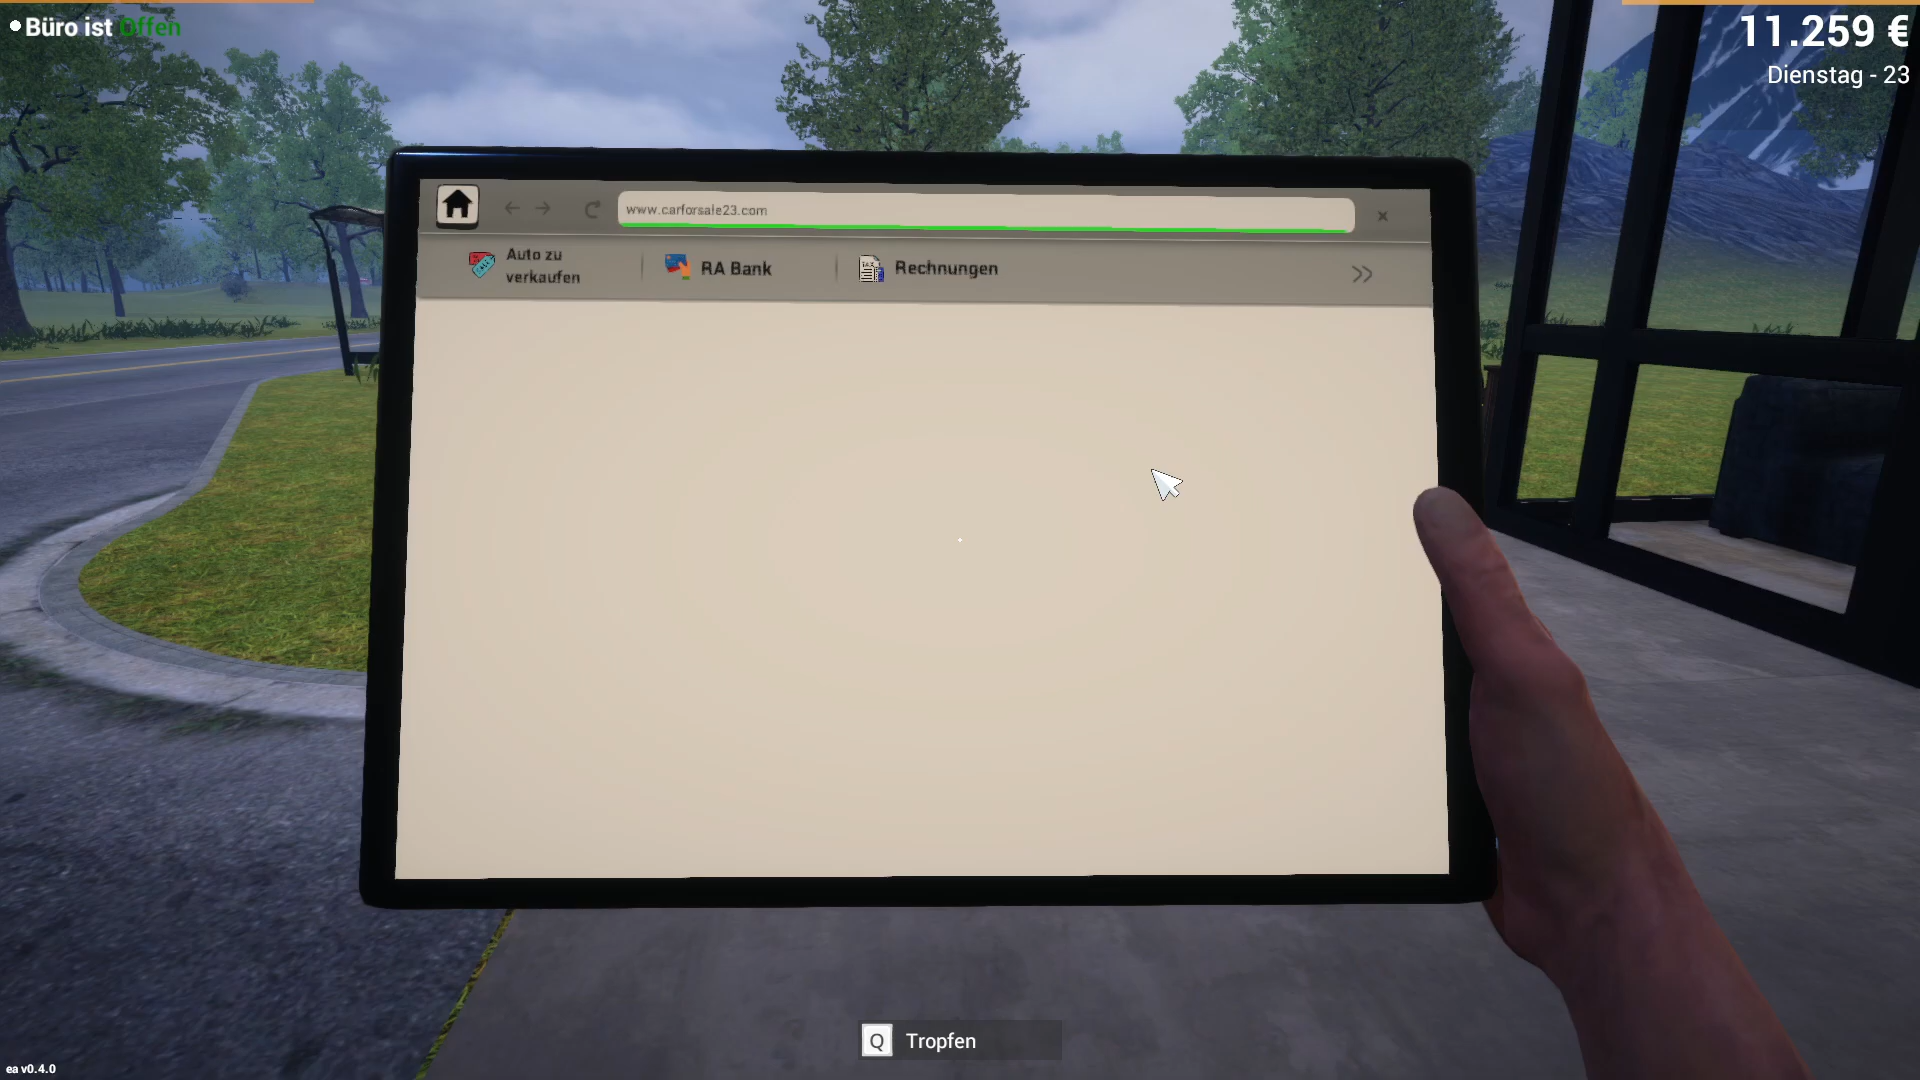 Büro ist Offen
11.259 €
Dienstag - 23
www.carforsale23.com
Auto zu
verkaufen
RA Bank
Rechnungen
Q Tropfen
ea v0.4.0